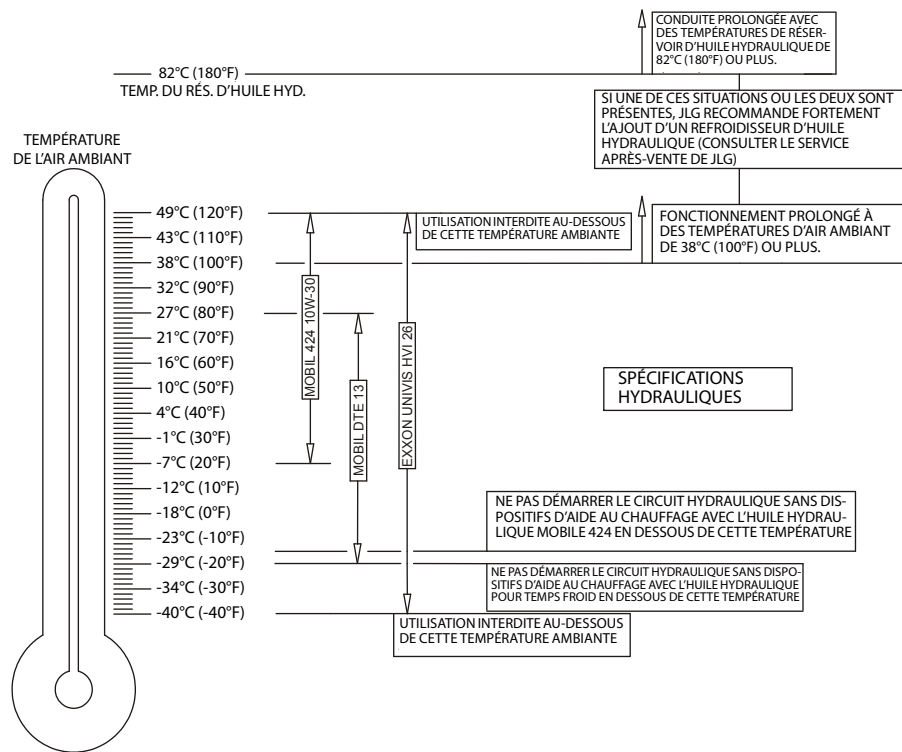 CONDUITE PROLONGÉE AVEC
DES TEMPÉRATURES DE RÉSER-
VOIR D'HUILE HYDRAULIQUE DE
82°C (180°F) OU PLUS.
82°C (180°F)
TEMP. DU RÉS. D'HUILE HYD.
SI UNE DE CES SITUATIONS OU LES DEUX SONT
PRÉSENTES, JLG RECOMMANDE FORTEMENT
L'AJOUT D'UN REFROIDISSEUR D'HUILE
HYDRAULIQUE (CONSULTER LE SERVICE
APRÈS-VENTE DE JLG)
TEMPÉRATURE
DE L'AIR AMBIANT
49°C (120°F)
43°C (110°F)
38°C (100°F)
32°C (90°F)
27°C (80°F)
21°C (70°F)
16°C (60°F)
10°C (50°F)
4°C (40°F)
-1°C (30°F)
-7°C (20°F)
-12°C (10°F)
-18°C (0°F)
-23°C (-10°F)
-29°C (-20°F)
-34°C (-30°F)
-40°C (-40°F)
MOBIL 424 10W-30
MOBIL DTE 13
EXXON UNIVIS HVI 26
UTILISATION INTERDITE AU-DESSOUS
DE CETTE TEMPÉRATURE AMBIANTE
FONCTIONNEMENT PROLONGÉ À
DES TEMPÉRATURES D'AIR AMBIANT
DE 38°C (100°F) OU PLUS.
SPÉCIFICATIONS
HYDRAULIQUES
NE PAS DÉMARRER LE CIRCUIT HYDRAULIQUE SANS DIS-
POSITIFS D'AIDE AU CHAUFFAGE AVEC L'HUILE HYDRAU-
LIQUE MOBILE 424 EN DESSOUS DE CETTE TEMPÉRATURE
NE PAS DÉMARRER LE CIRCUIT HYDRAULIQUE SANS DISPO-
SITIFS D'AIDE AU CHAUFFAGE AVEC L'HUILE HYDRAULIQUE
POUR TEMPS FROID EN DESSOUS DE CETTE TEMPÉRATURE
UTILISATION INTERDITE AU-DESSOUS
DE CETTE TEMPÉRATURE AMBIANTE